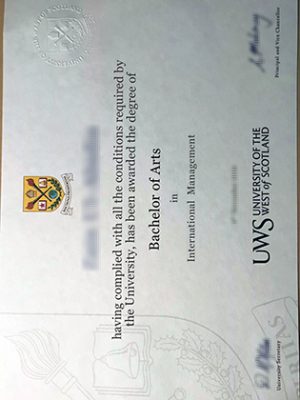 having complied with all the conditions required by
the University, has been awarded the degree of
Bachelor of Arts
in
International Management
UWS UNIVERSITY OF THE
WEST of SCOTLAND
University Secretary
Principal and Vice-Chancellor